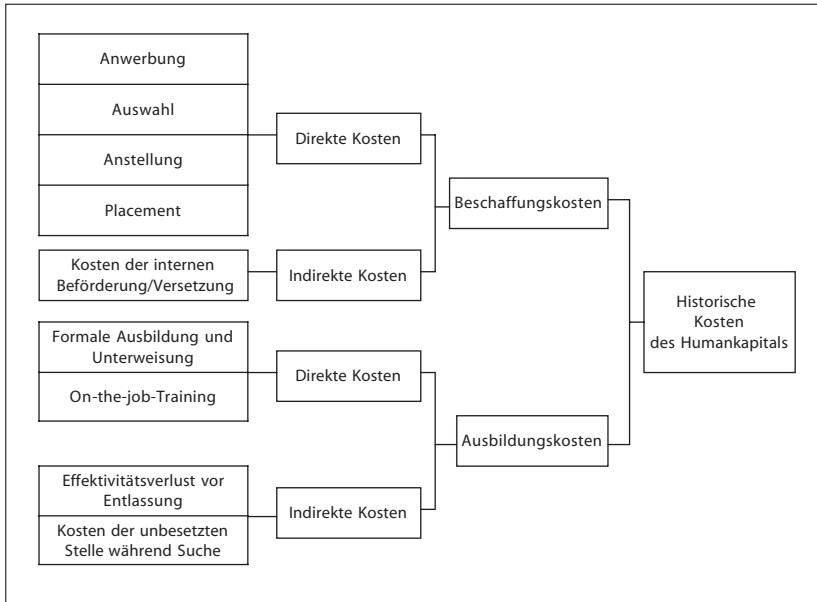 Anwerbung
Auswahl
Anstellung
Placement
Direkte Kosten
Kosten der internen
Beförderung/Versetzung
Indirekte Kosten
Beschaffungskosten
Formale Ausbildung und
Unterweisung
On-the-job-Training
Direkte Kosten
Effektivitätsverlust vor
Entlassung
Kosten der unbesetzten
Stelle während Suche
Indirekte Kosten
Ausbildungskosten
Historische
Kosten
des Humankapitals